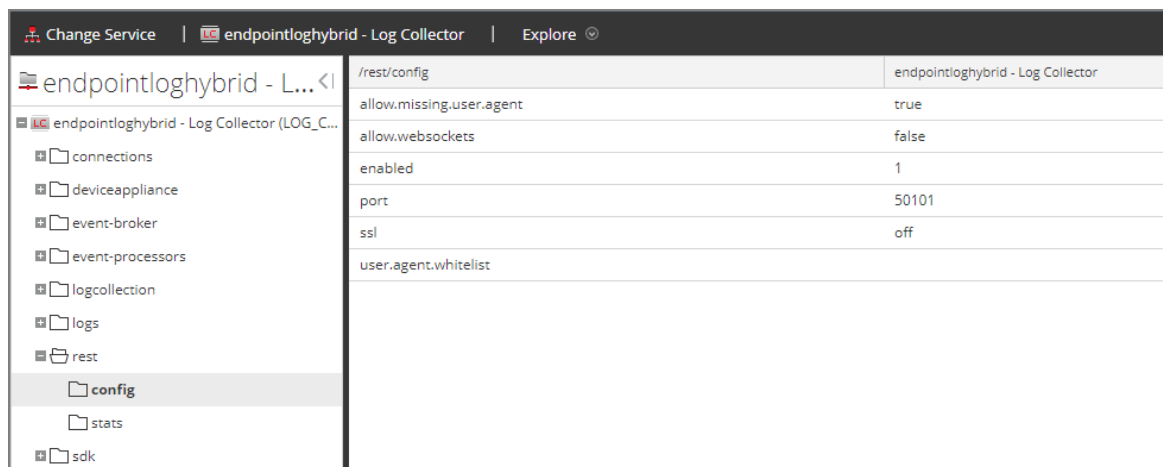 Change Service | LC endpointloghybrid - Log Collector | Explore
endpointloghybrid - L...
LC endpointloghybrid - Log Collector (LOG_C...
connections
deviceappliance
event-broker
event-processors
logcollection
logs
rest
config
stats
sdk
/rest/config endpointloghybrid - Log Collector
allow.missing.user.agent true
allow.websockets false
enabled 1
port 50101
ssl off
user.agent.whitelist